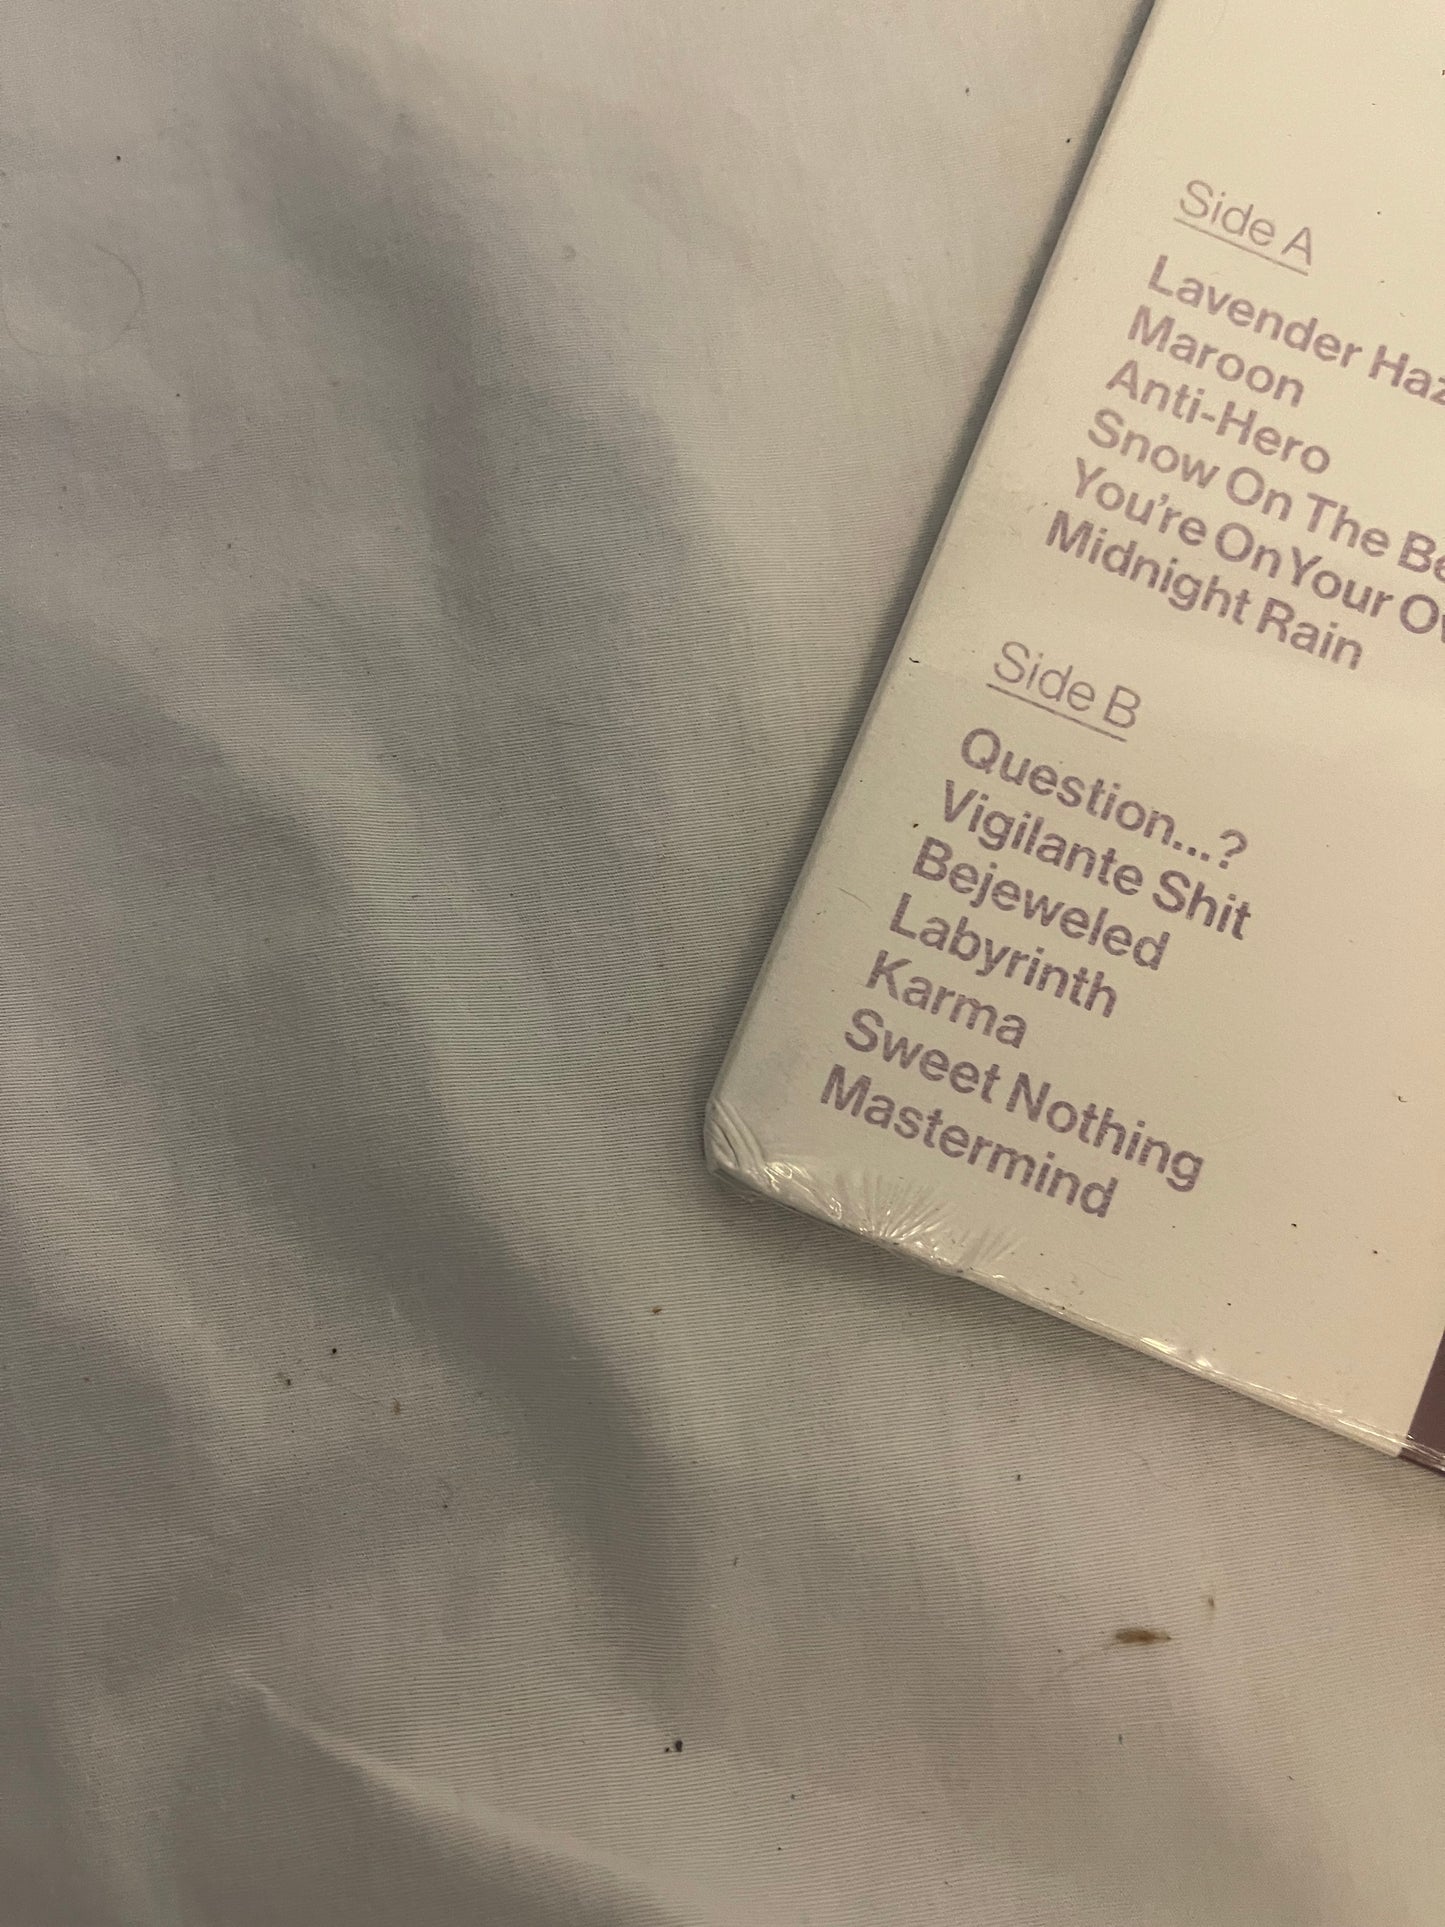 Side A
Lavender Haz
Maroon
Anti-Hero
Snow On The Be
You're On Your Ow
Midnight Rain
Side B
Question...?
Vigilante Shit
Bejeweled
Labyrinth
Karma
Sweet Nothing
Mastermind